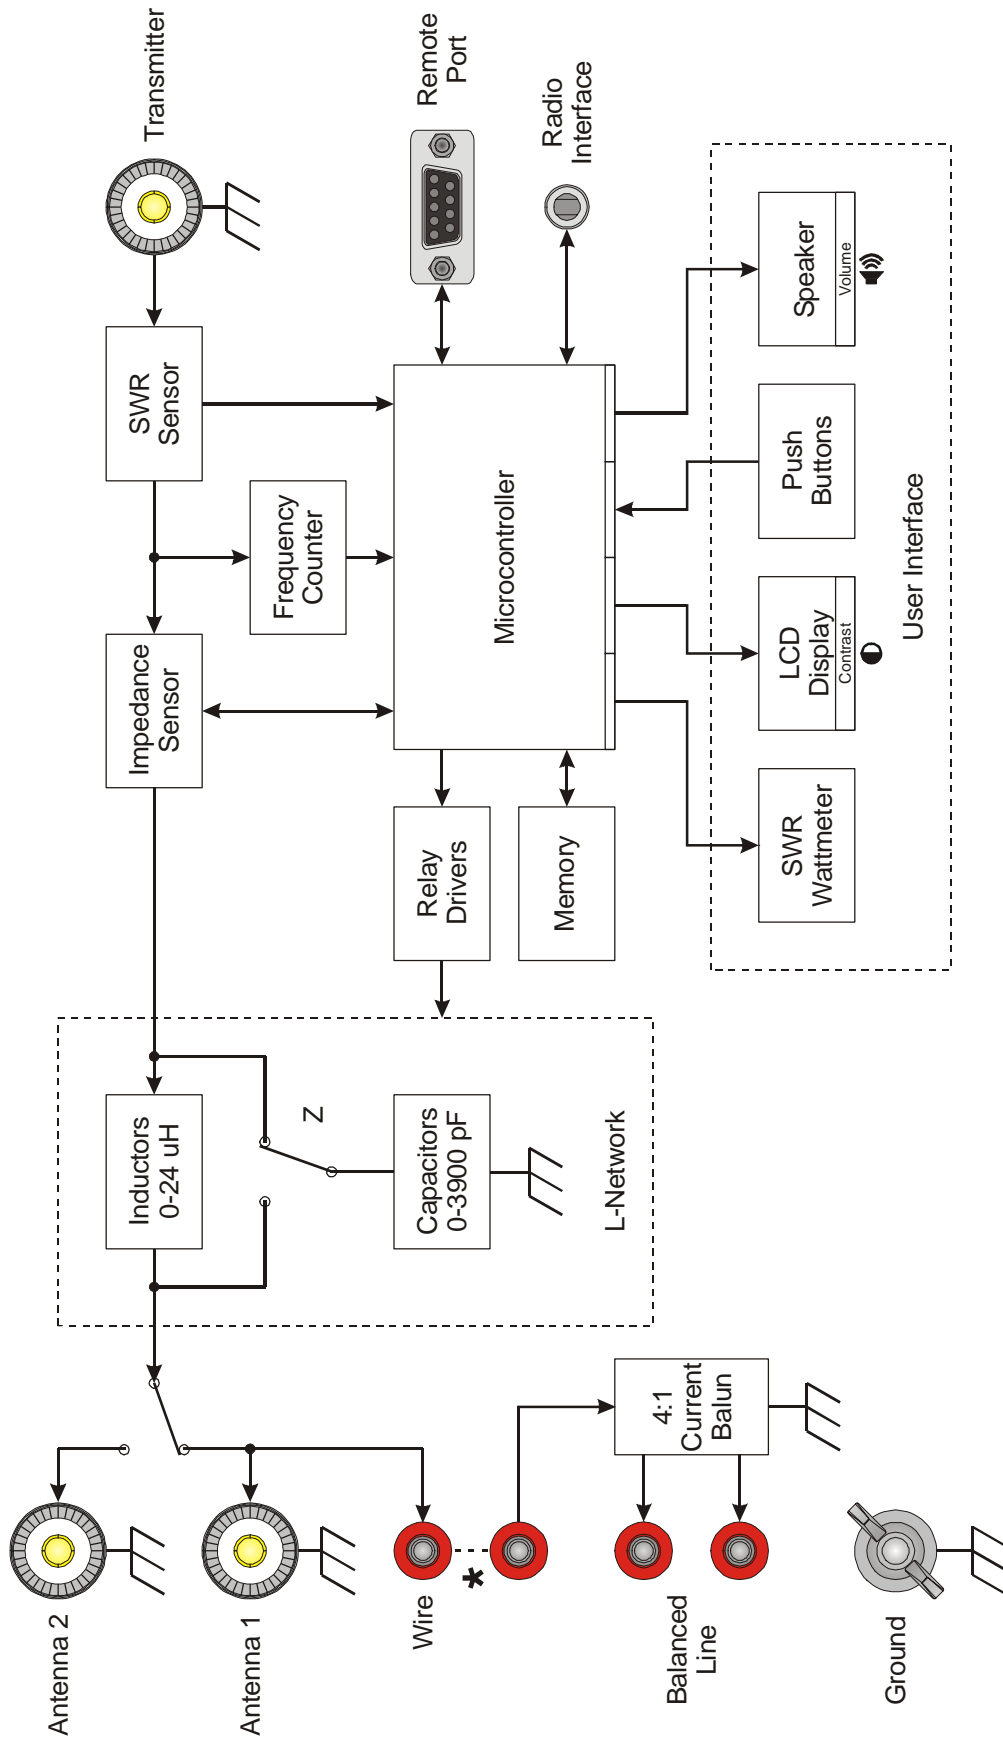 Transmitter
SWR
Sensor
Impedance
Sensor
Inductors
0-24 uH
Antenna 2
Frequency
Counter
Z
Antenna 1
Remote
Port
Microcontroller
Relay
Drivers
Capacitors
0-3900 pF
Wire
*
Radio
Interface
Memory
L-Network
Speaker
Volume
Push
Buttons
LCD
Display
Contrast
SWR
Wattmeter
User Interface
4:1
Current
Balun
Balanced
Line
Ground